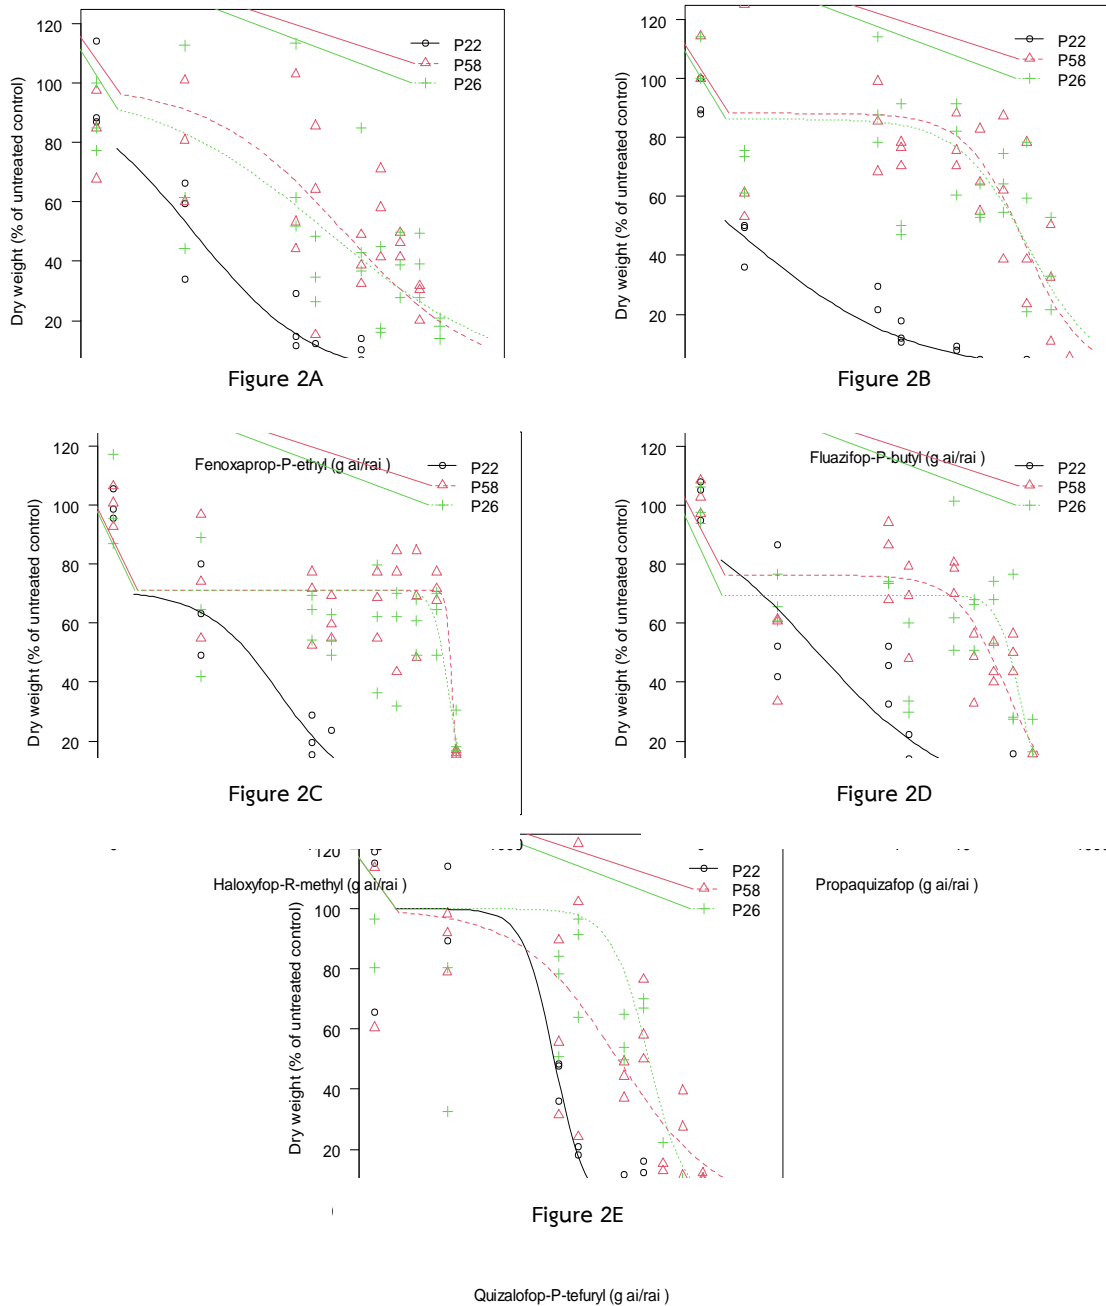 Dry weight (% of untreated control)
120
100
80
60
40
20
P22
P58
P26
Figure 2A
Dry weight (% of untreated control)
120
100
80
60
40
20
P22
P58
P26
Figure 2B
Dry weight (% of untreated control)
120
100
80
60
40
20
Fenoxaprop-P-ethyl (g ai/rai )
P22
P58
P26
Figure 2C
Dry weight (% of untreated control)
120
100
80
60
40
20
Fluazifop-P-butyl (g ai/rai )
P22
P58
P26
Figure 2D
Haloxyfop-R-methyl (g ai/rai )
Propaquizafop (g ai/rai )
Dry weight (% of untreated control)
120
100
80
60
40
20
P22
P58
P26
Figure 2E
Quizalofop-P-tefuryl (g ai/rai )